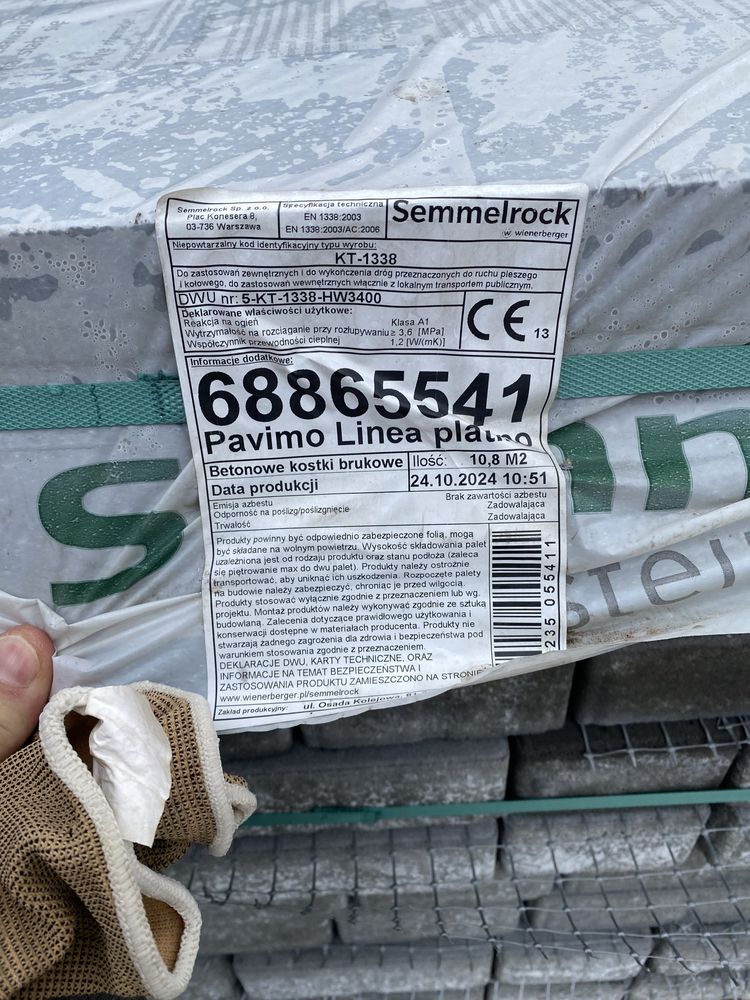 Semmelrock Sp. z o.o.
Plac Konesera 8,
03-736 Warszawa
Specyfikacja techniczna
EN 1338:2003
EN 1338:2003/AC:2006
Semmelrock
wienerberger
Niepowtarzalny kod identyfikacyjny typu wyrobu:
KT-1338
Do zastosowań zewnętrznych i do wykończenia dróg przeznaczonych do ruchu pieszego
i kołowego, do zastosowań wewnętrznych włącznie z lokalnym transportem publicznym.
DWU nr: 5-KT-1338-HW3400
Deklarowane właściwości użytkowe:
Reakcja na ogień Klasa A1
Wytrzymałość na rozciąganie przy rozłupywaniu ≥ 3,6 [MPa]
Współczynnik przewodności cieplnej 1,2 [W/(mK)]
CE 13
Informacje dodatkowe:
68865541
Pavimo Linea
Betonowe kostki brukowe Ilość: 10,8 M2
Data produkcji 24.10.2024 10:51
Emisja azbestu Brak zawartości azbestu
Odporność na poślizg/poślizgnięcie Zadowalająca
Trwałość Zadowalająca
Produkty powinny być odpowiednio zabezpieczone folią, mogą
być składane na wolnym powietrzu. Wysokość składowania palet
uzależniona jest od rodzaju produktu oraz stanu podłoża (zaleca
się piętrowanie max do dwu palet). Produkty należy ostrożnie
transportować, aby uniknąć ich uszkodzenia. Rozpoczęte palety
na budowie należy zabezpieczyć, chroniąc je przed wilgocią.
Produkty stosować wyłącznie zgodnie z przeznaczeniem lub wg.
projektu. Montaż produktów należy wykonywać zgodnie ze sztuką
budowlaną. Zalecenia dotyczące prawidłowego użytkowania i
konserwacji dostępne w materiałach producenta. Produkty nie
stwarzają żadnego zagrożenia dla zdrowia i bezpieczeństwa pod
warunkiem stosowania zgodnie z przeznaczeniem.
DEKLARACJE DWU, KARTY TECHNICZNE, ORAZ
INFORMACJE NA TEMAT BEZPIECZEŃSTWA I
ZASTOSOWANIA PRODUKTU ZAMIESZCZONO NA STRONIE
www.wienerberger.pl/semmelrock
Zakład produkcyjny: ul. Osada Kolejowa
235 055411